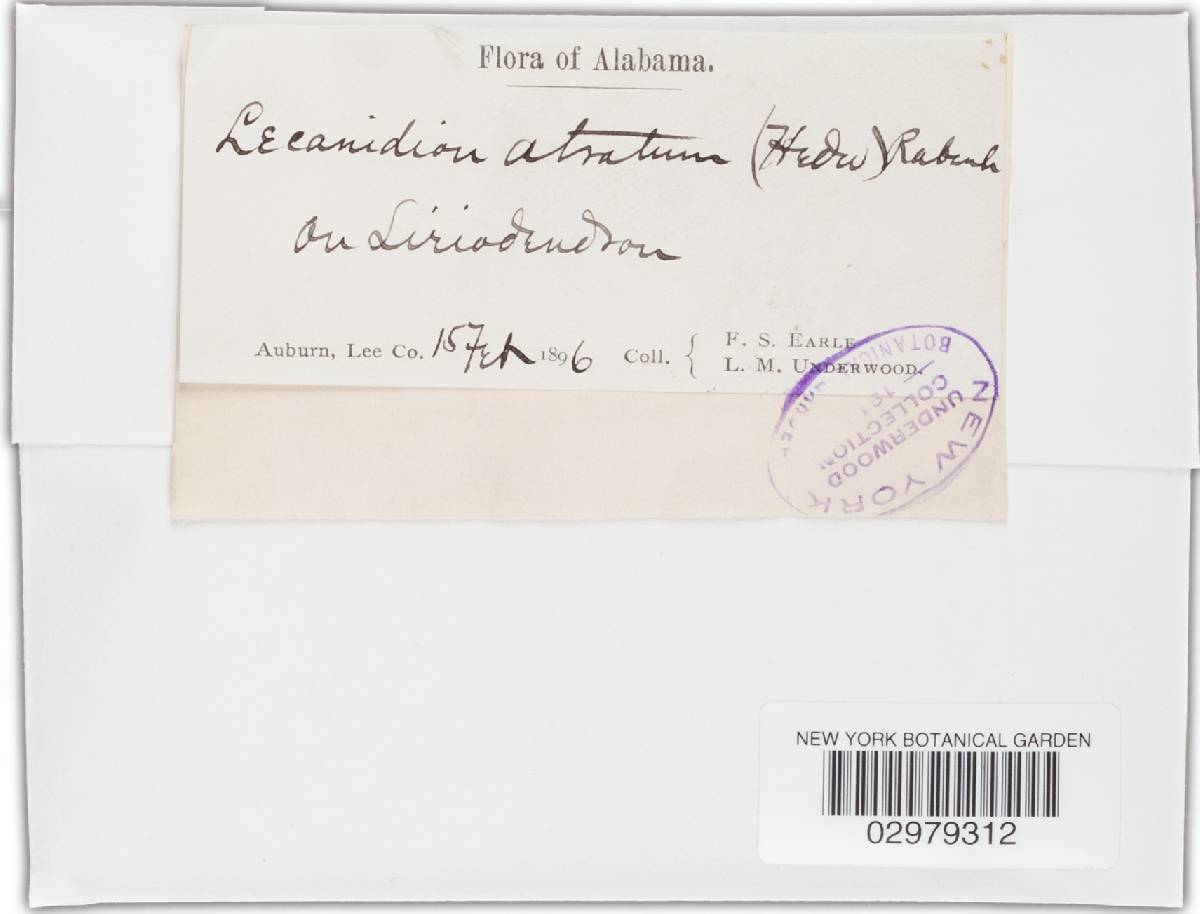 Flora of Alabama.
Lecanidion atratum (Hedw) Rabenh
on Liriodendron
Auburn, Lee Co. 15 Feb 1896 Coll. { F. S. EARLE
L. M. UNDERWOOD.
NEW YORK
BOTANICAL GARDEN
UNDERWOOD
COLLECTION
NEW YORK BOTANICAL GARDEN
02979312